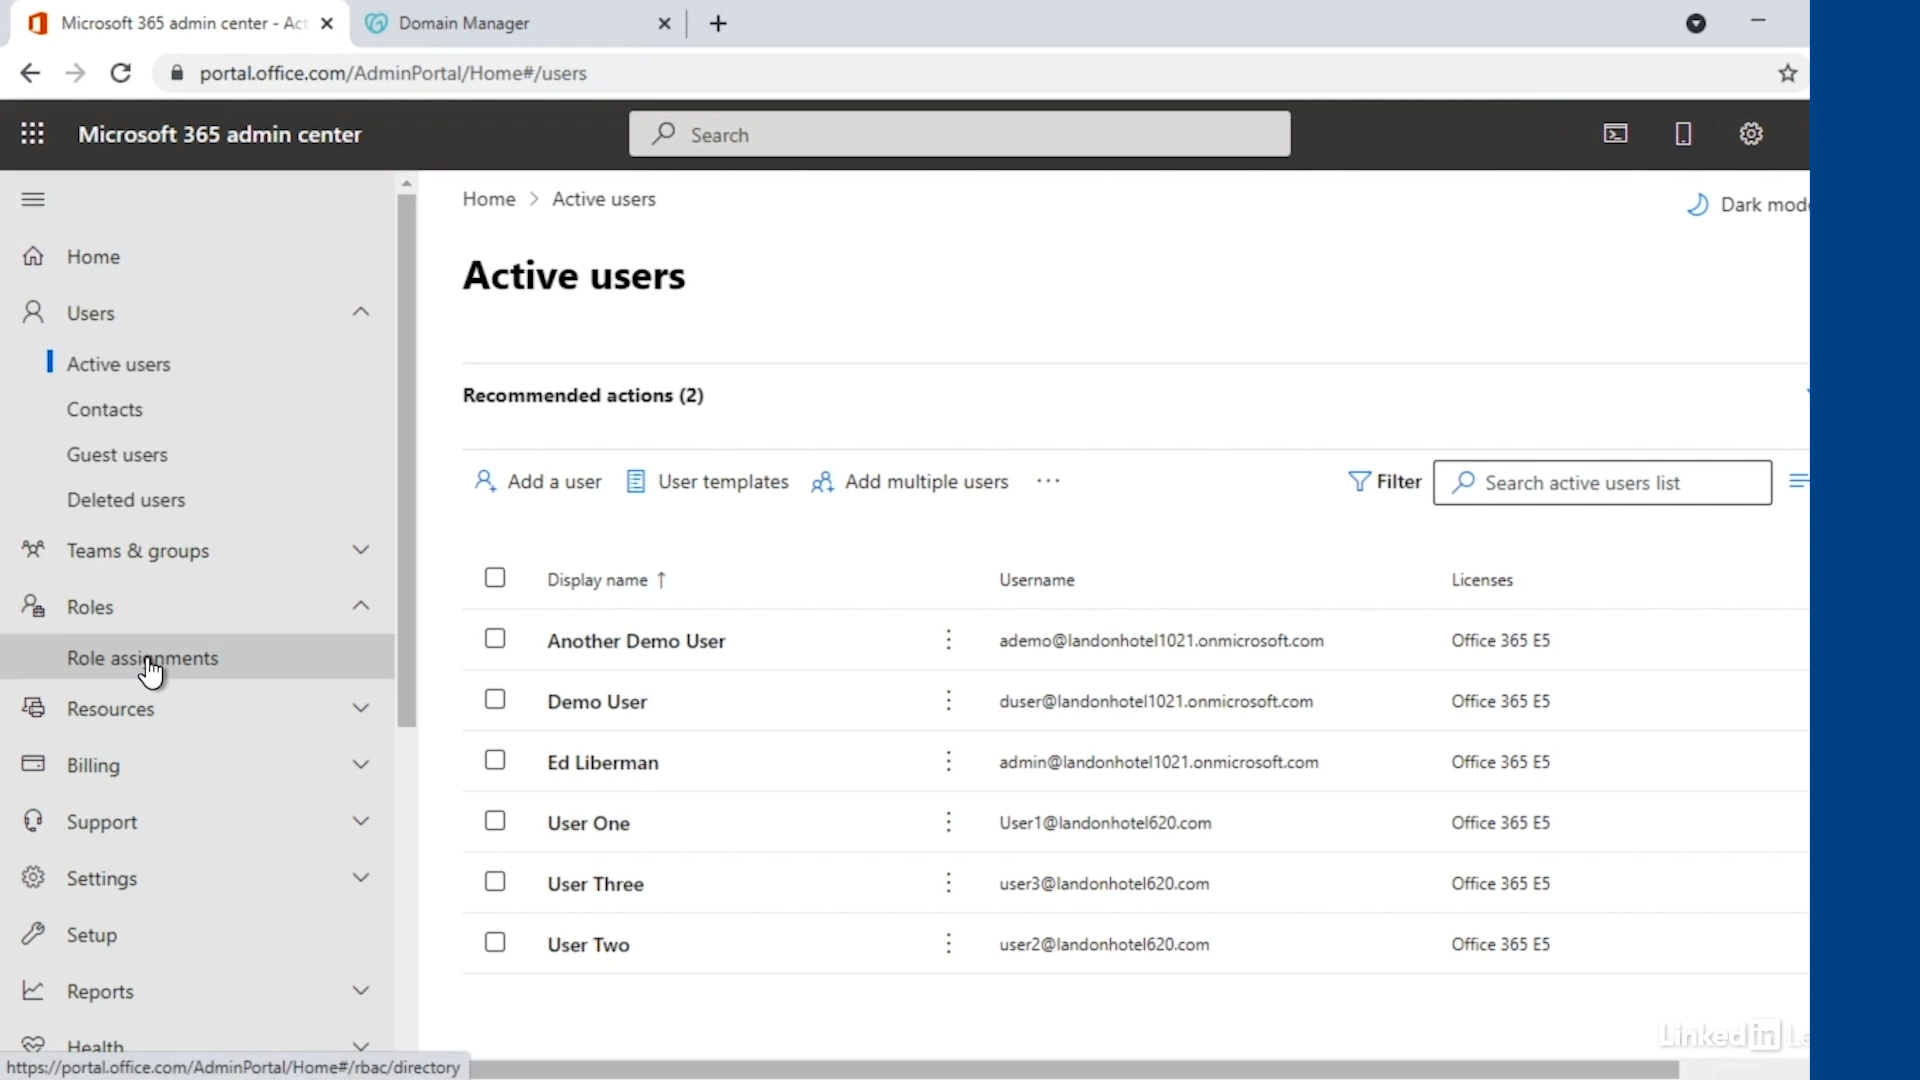 Microsoft 365 admin center - Act
Domain Manager
portal.office.com/AdminPortal/Home#/users
Microsoft 365 admin center
Search
Home > Active users
Dark mode
Home
Active users
Users
Active users
Recommended actions (2)
Contacts
Guest users
Add a user
User templates
Add multiple users
Filter
Search active users list
Deleted users
Teams & groups
Display name ↑
Username
Licenses
Roles
Another Demo User
ademo@landonhotel1021.onmicrosoft.com
Office 365 E5
Role assignments
Demo User
duser@landonhotel1021.onmicrosoft.com
Office 365 E5
Resources
Ed Liberman
admin@landonhotel1021.onmicrosoft.com
Office 365 E5
Billing
User One
User1@landonhotel620.com
Office 365 E5
Support
User Three
user3@landonhotel620.com
Office 365 E5
Settings
User Two
user2@landonhotel620.com
Office 365 E5
Setup
Reports
Health
Linked in Le
https://portal.office.com/AdminPortal/Home#/rbac/directory